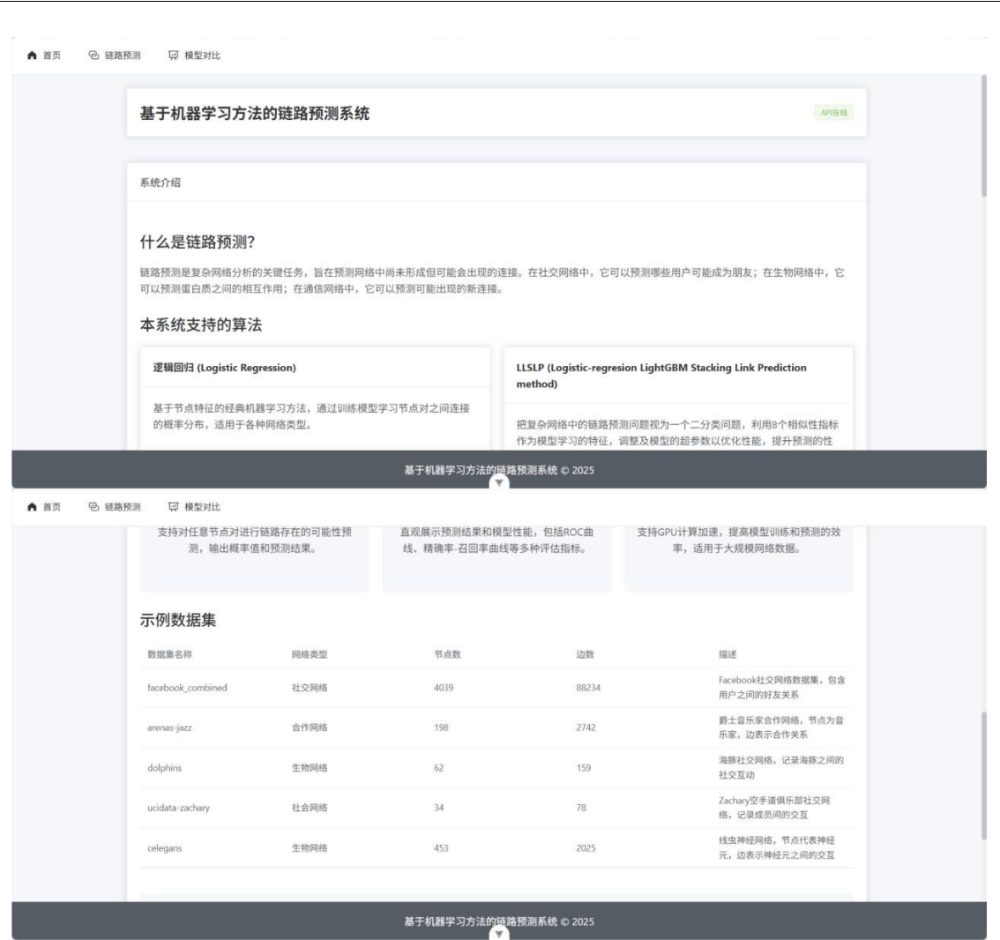 首页 链路预测 模型对比
基于机器学习方法的链路预测系统 API在线
系统介绍
什么是链路预测？
链路预测是复杂网络分析的关键任务，旨在预测网络中尚未形成但可能会出现的连接。在社交网络中，它可以预测哪些用户可能成为朋友；在生物网络中，它
可以预测蛋白质之间的相互作用；在通信网络中，它可以预测可能出现的新连接。
本系统支持的算法
逻辑回归 (Logistic Regression)
基于节点特征的经典机器学习方法，通过训练模型学习节点对之间连接
的概率分布，适用于各种网络类型。
LLSLP (Logistic-regresion LightGBM Stacking Link Prediction
method)
把复杂网络中的链路预测问题视为一个二分类问题，利用8个相似性指标
作为模型学习的特征，调整及模型的超参数以优化性能，提升预测的性
基于机器学习方法的链路预测系统 © 2025
首页 链路预测 模型对比
支持对任意节点对进行链路存在的可能性预
测，输出概率值和预测结果。
直观展示预测结果和模型性能，包括ROC曲
线、精确率-召回率曲线等多种评估指标。
支持GPU计算加速，提高模型训练和预测的效
率，适用于大规模网络数据。
示例数据集
数据集名称 网络类型 节点数 边数 描述
facebook_combined 社交网络 4039 88234 Facebook社交网络数据集，包含
用户之间的好友关系
arenas-jazz 合作网络 198 2742 爵士音乐家合作网络，节点为音
乐家，边表示合作关系
dolphins 生物网络 62 159 海豚社交网络，记录海豚之间的
社交互动
ucidata-zachary 社会网络 34 78 Zachary空手道俱乐部社交网
络，记录成员间的交互
celegans 生物网络 453 2025 线虫神经网络，节点代表神经
元，边表示神经元之间的交互
基于机器学习方法的链路预测系统 © 2025